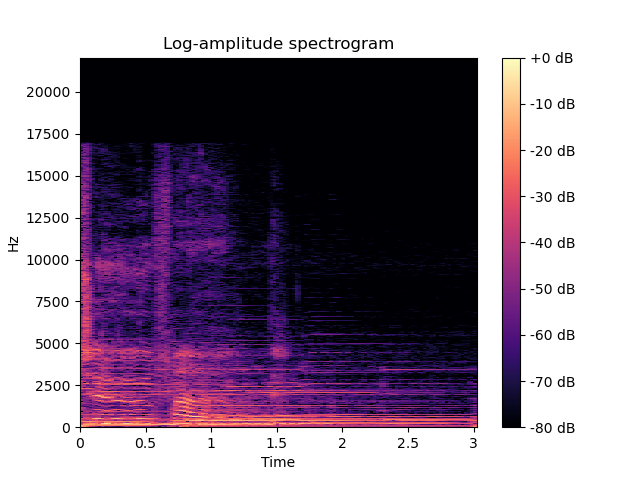 Log-amplitude spectrogram
Hz
20000
17500
15000
12500
10000
7500
5000
2500
0
0 0.5 1 1.5 2 2.5 3
Time
+0 dB
-10 dB
-20 dB
-30 dB
-40 dB
-50 dB
-60 dB
-70 dB
-80 dB